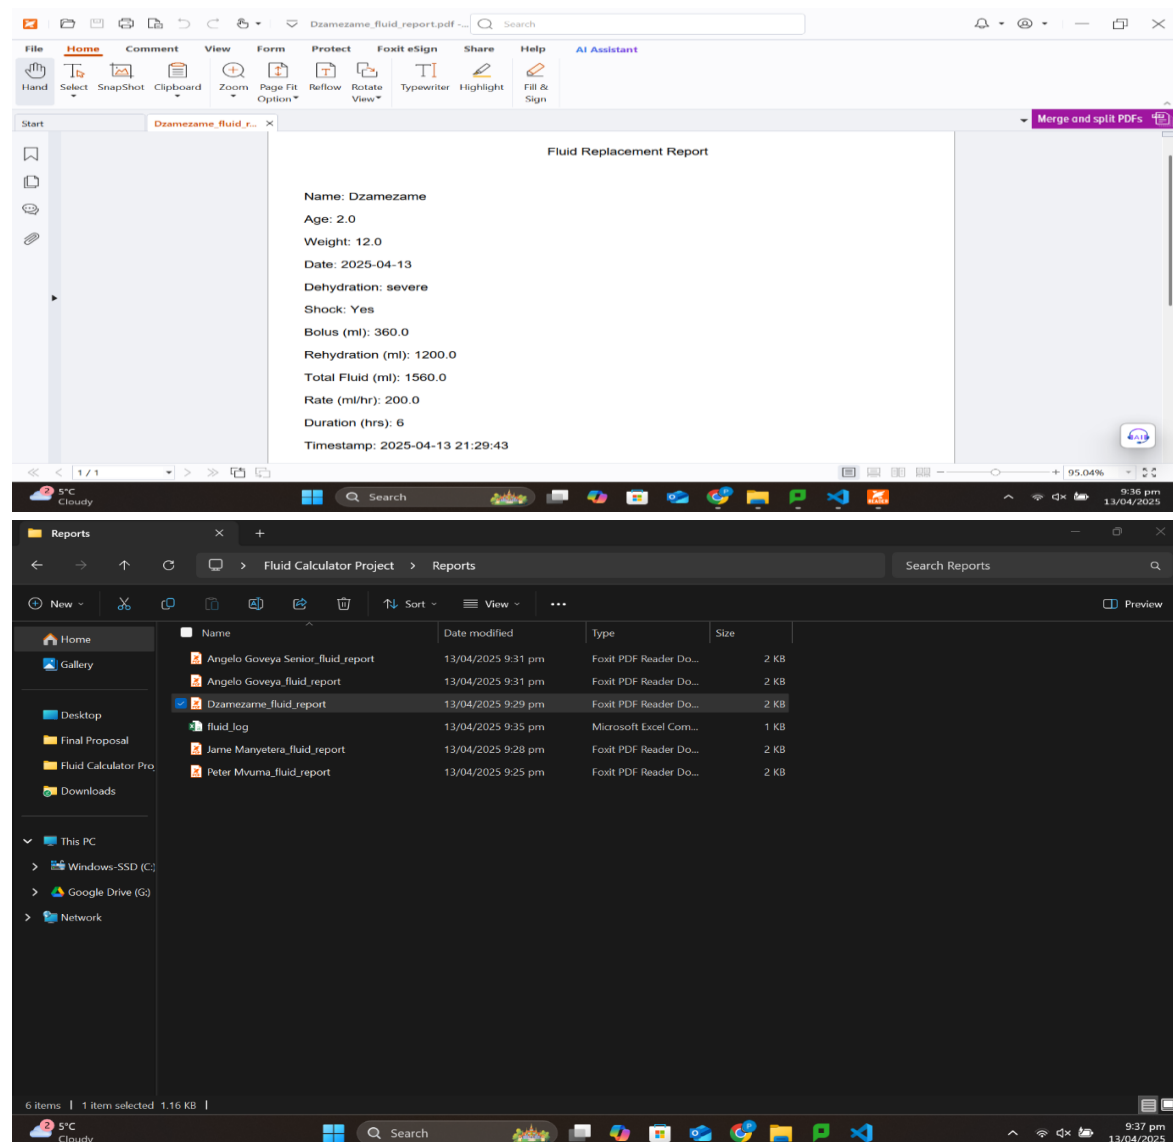 Dzamezame_fluid_report.pdf -...
Search
File Home Comment View Form Protect Foxit eSign Share Help AI Assistant
Hand Select SnapShot Clipboard Zoom Page Fit Option Reflow Rotate View Typewriter Highlight Fill & Sign
Start
Dzamezame_fluid_r...
Merge and split PDFs
Fluid Replacement Report
Name: Dzamezame
Age: 2.0
Weight: 12.0
Date: 2025-04-13
Dehydration: severe
Shock: Yes
Bolus (ml): 360.0
Rehydration (ml): 1200.0
Total Fluid (ml): 1560.0
Rate (ml/hr): 200.0
Duration (hrs): 6
Timestamp: 2025-04-13 21:29:43
1 / 1
95.04%
2
5°C
Cloudy
Search
9:36 pm
13/04/2025
Reports
Fluid Calculator Project > Reports
Search Reports
New Sort View ... Preview
Home
Gallery
Desktop
Final Proposal
Fluid Calculator Pro
Downloads
This PC
Windows-SSD (C:)
Google Drive (G:)
Network
Name Date modified Type Size
Angelo Goveya Senior_fluid_report 13/04/2025 9:31 pm Foxit PDF Reader Do... 2 KB
Angelo Goveya_fluid_report 13/04/2025 9:31 pm Foxit PDF Reader Do... 2 KB
Dzamezame_fluid_report 13/04/2025 9:29 pm Foxit PDF Reader Do... 2 KB
fluid_log 13/04/2025 9:35 pm Microsoft Excel Com... 1 KB
Jame Manyetera_fluid_report 13/04/2025 9:28 pm Foxit PDF Reader Do... 2 KB
Peter Mvuma_fluid_report 13/04/2025 9:25 pm Foxit PDF Reader Do... 2 KB
6 items 1 item selected 1.16 KB
2
5°C
Cloudy
Search
9:37 pm
13/04/2025